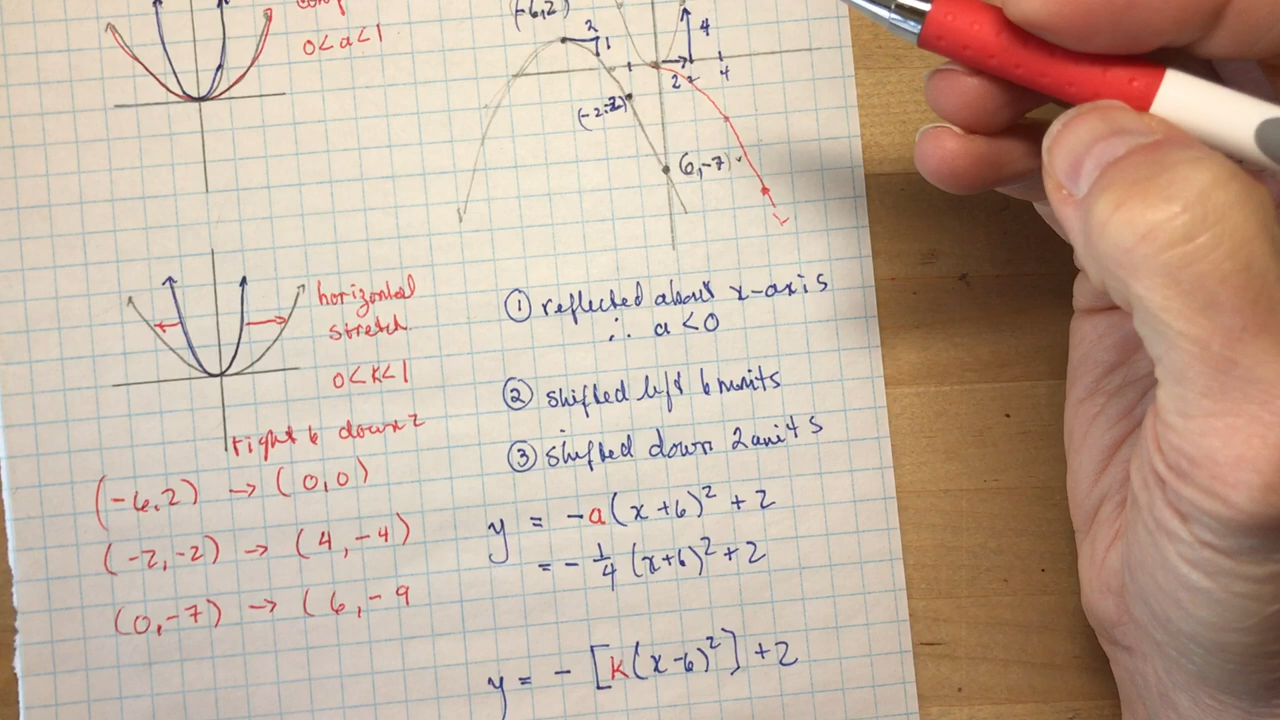 0<a<1
(-6,2)
2
1
4
2
4
(-2,-2)
(6,-7)
horizontal
stretch
0<k<1
right 6 down 2
(-6,2) → (0,0)
(-2,-2) → (4,-4)
(0,-7) → (6,-9
① reflected about x-axis
∴ a<0
② shifted left 6 units
③ shifted down 2 units
y = -a(x+6)² + 2
= -1/4 (x+6)² + 2
y = - [k(x-6)²] + 2